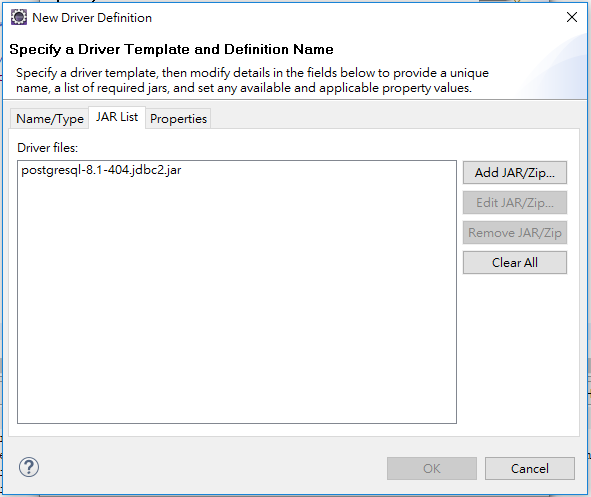 New Driver Definition
Specify a Driver Template and Definition Name
Specify a driver template, then modify details in the fields below to provide a unique
name, a list of required jars, and set any available and applicable property values.
Name/Type JAR List Properties
Driver files:
postgresql-8.1-404.jdbc2.jar
Add JAR/Zip...
Edit JAR/Zip...
Remove JAR/Zip
Clear All
OK Cancel